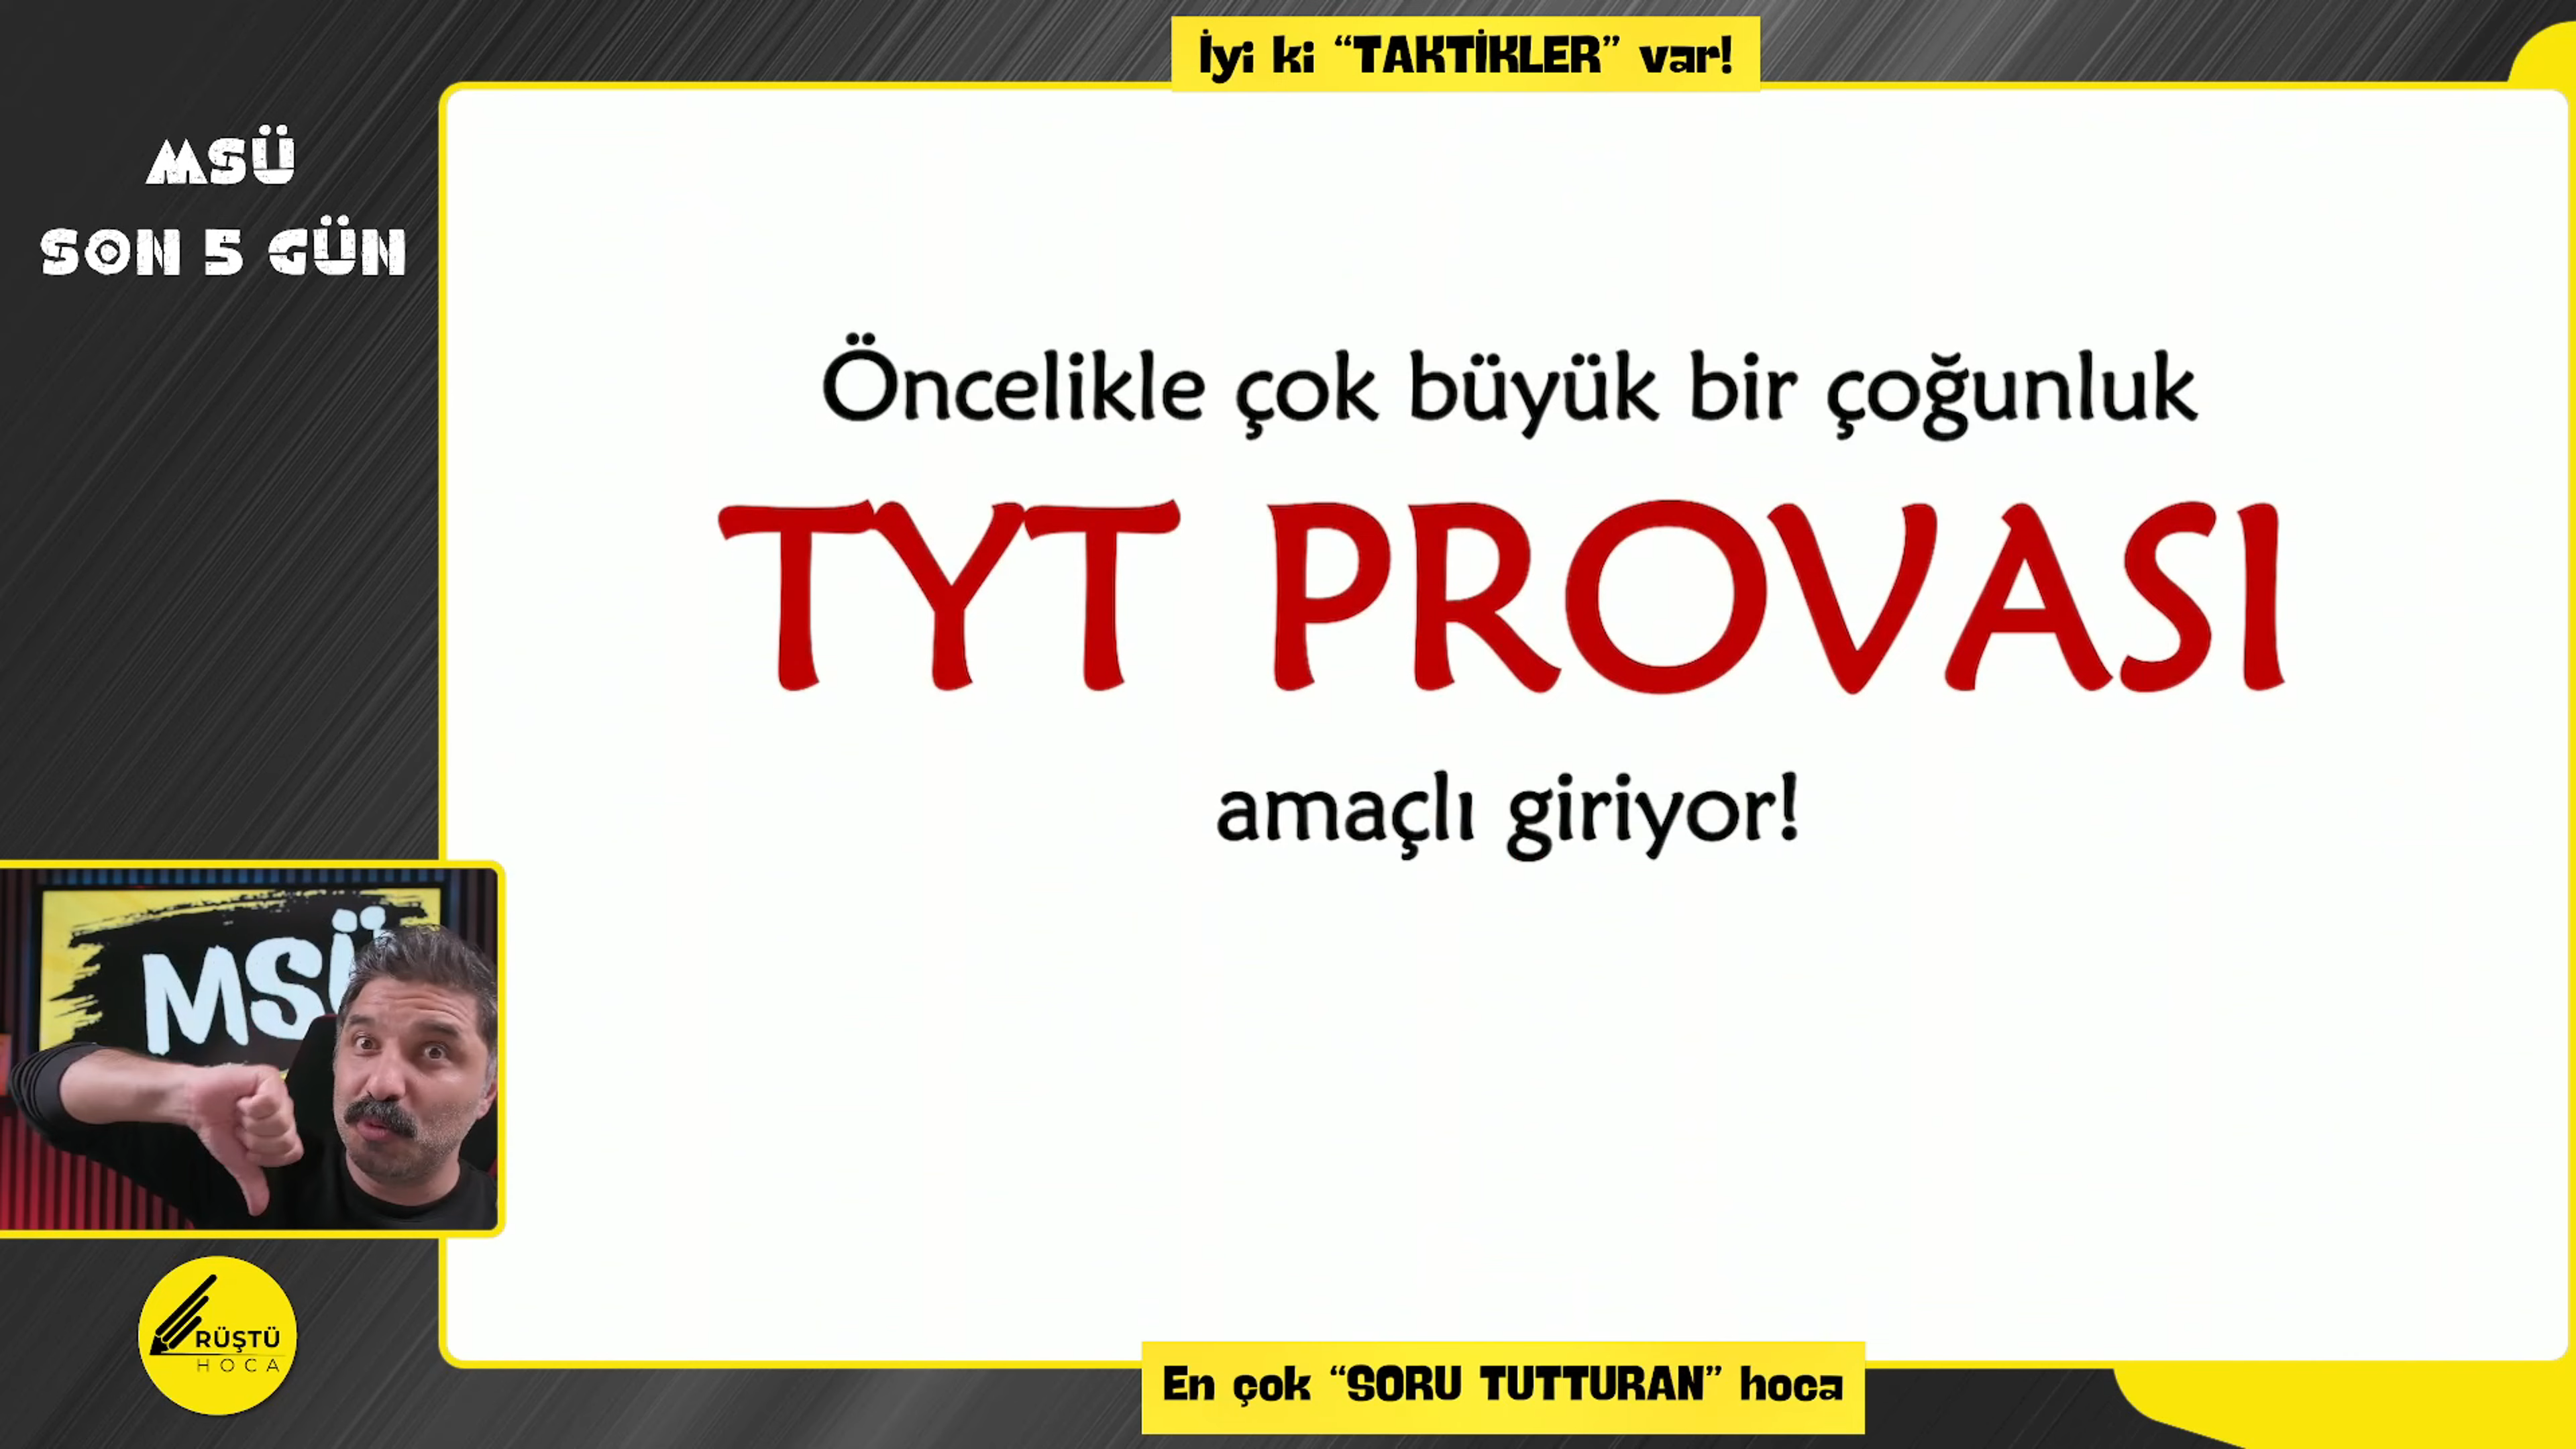 İyi ki “TAKTİKLER” var!
MSÜ
SON 5 GÜN
Öncelikle çok büyük bir çoğunluk
TYT PROVASI
amaçlı giriyor!
MSÜ
RÜŞTÜ
HOCA
En çok “SORU TUTTURAN” hoca